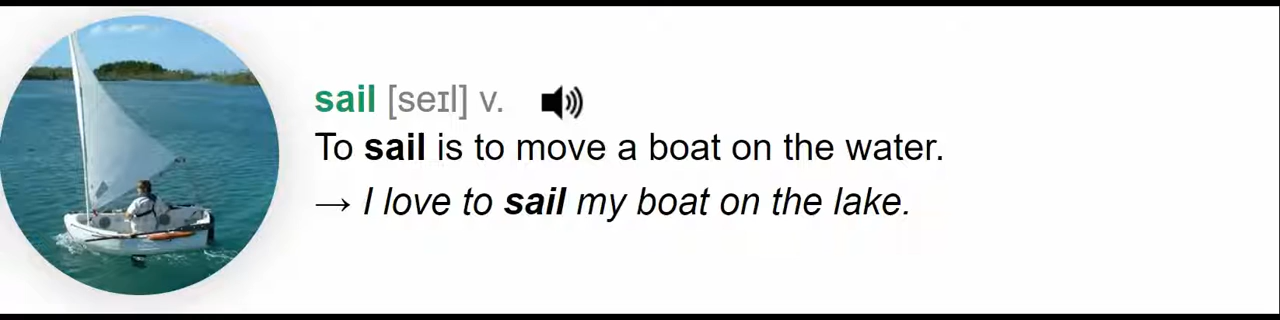 sail [seɪl] v.
To sail is to move a boat on the water.
→ I love to sail my boat on the lake.